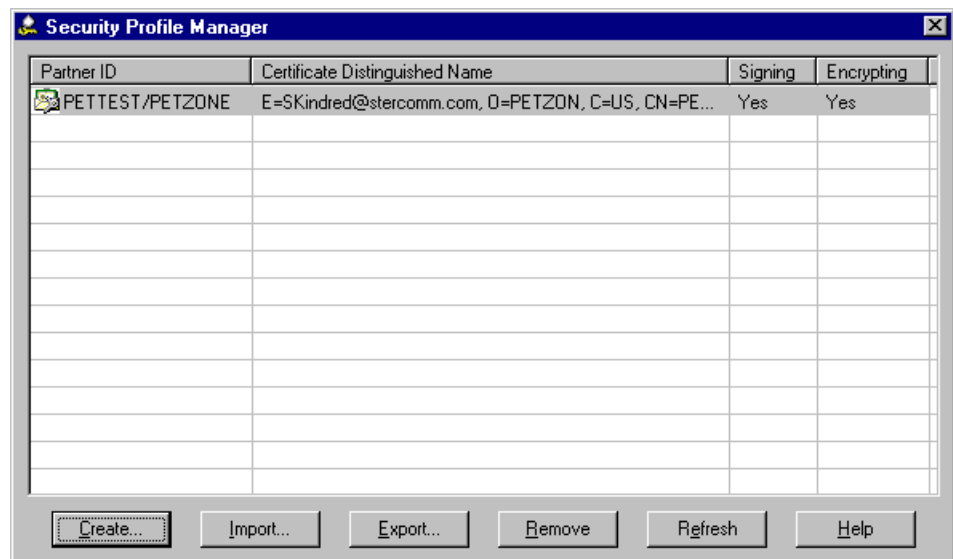 Security Profile Manager
Partner ID Certificate Distinguished Name Signing Encrypting
PETTEST/PETZONE E=SKindred@stercomm.com, O=PETZON, C=US, CN=PE... Yes Yes
Create... Import... Export... Remove Refresh Help